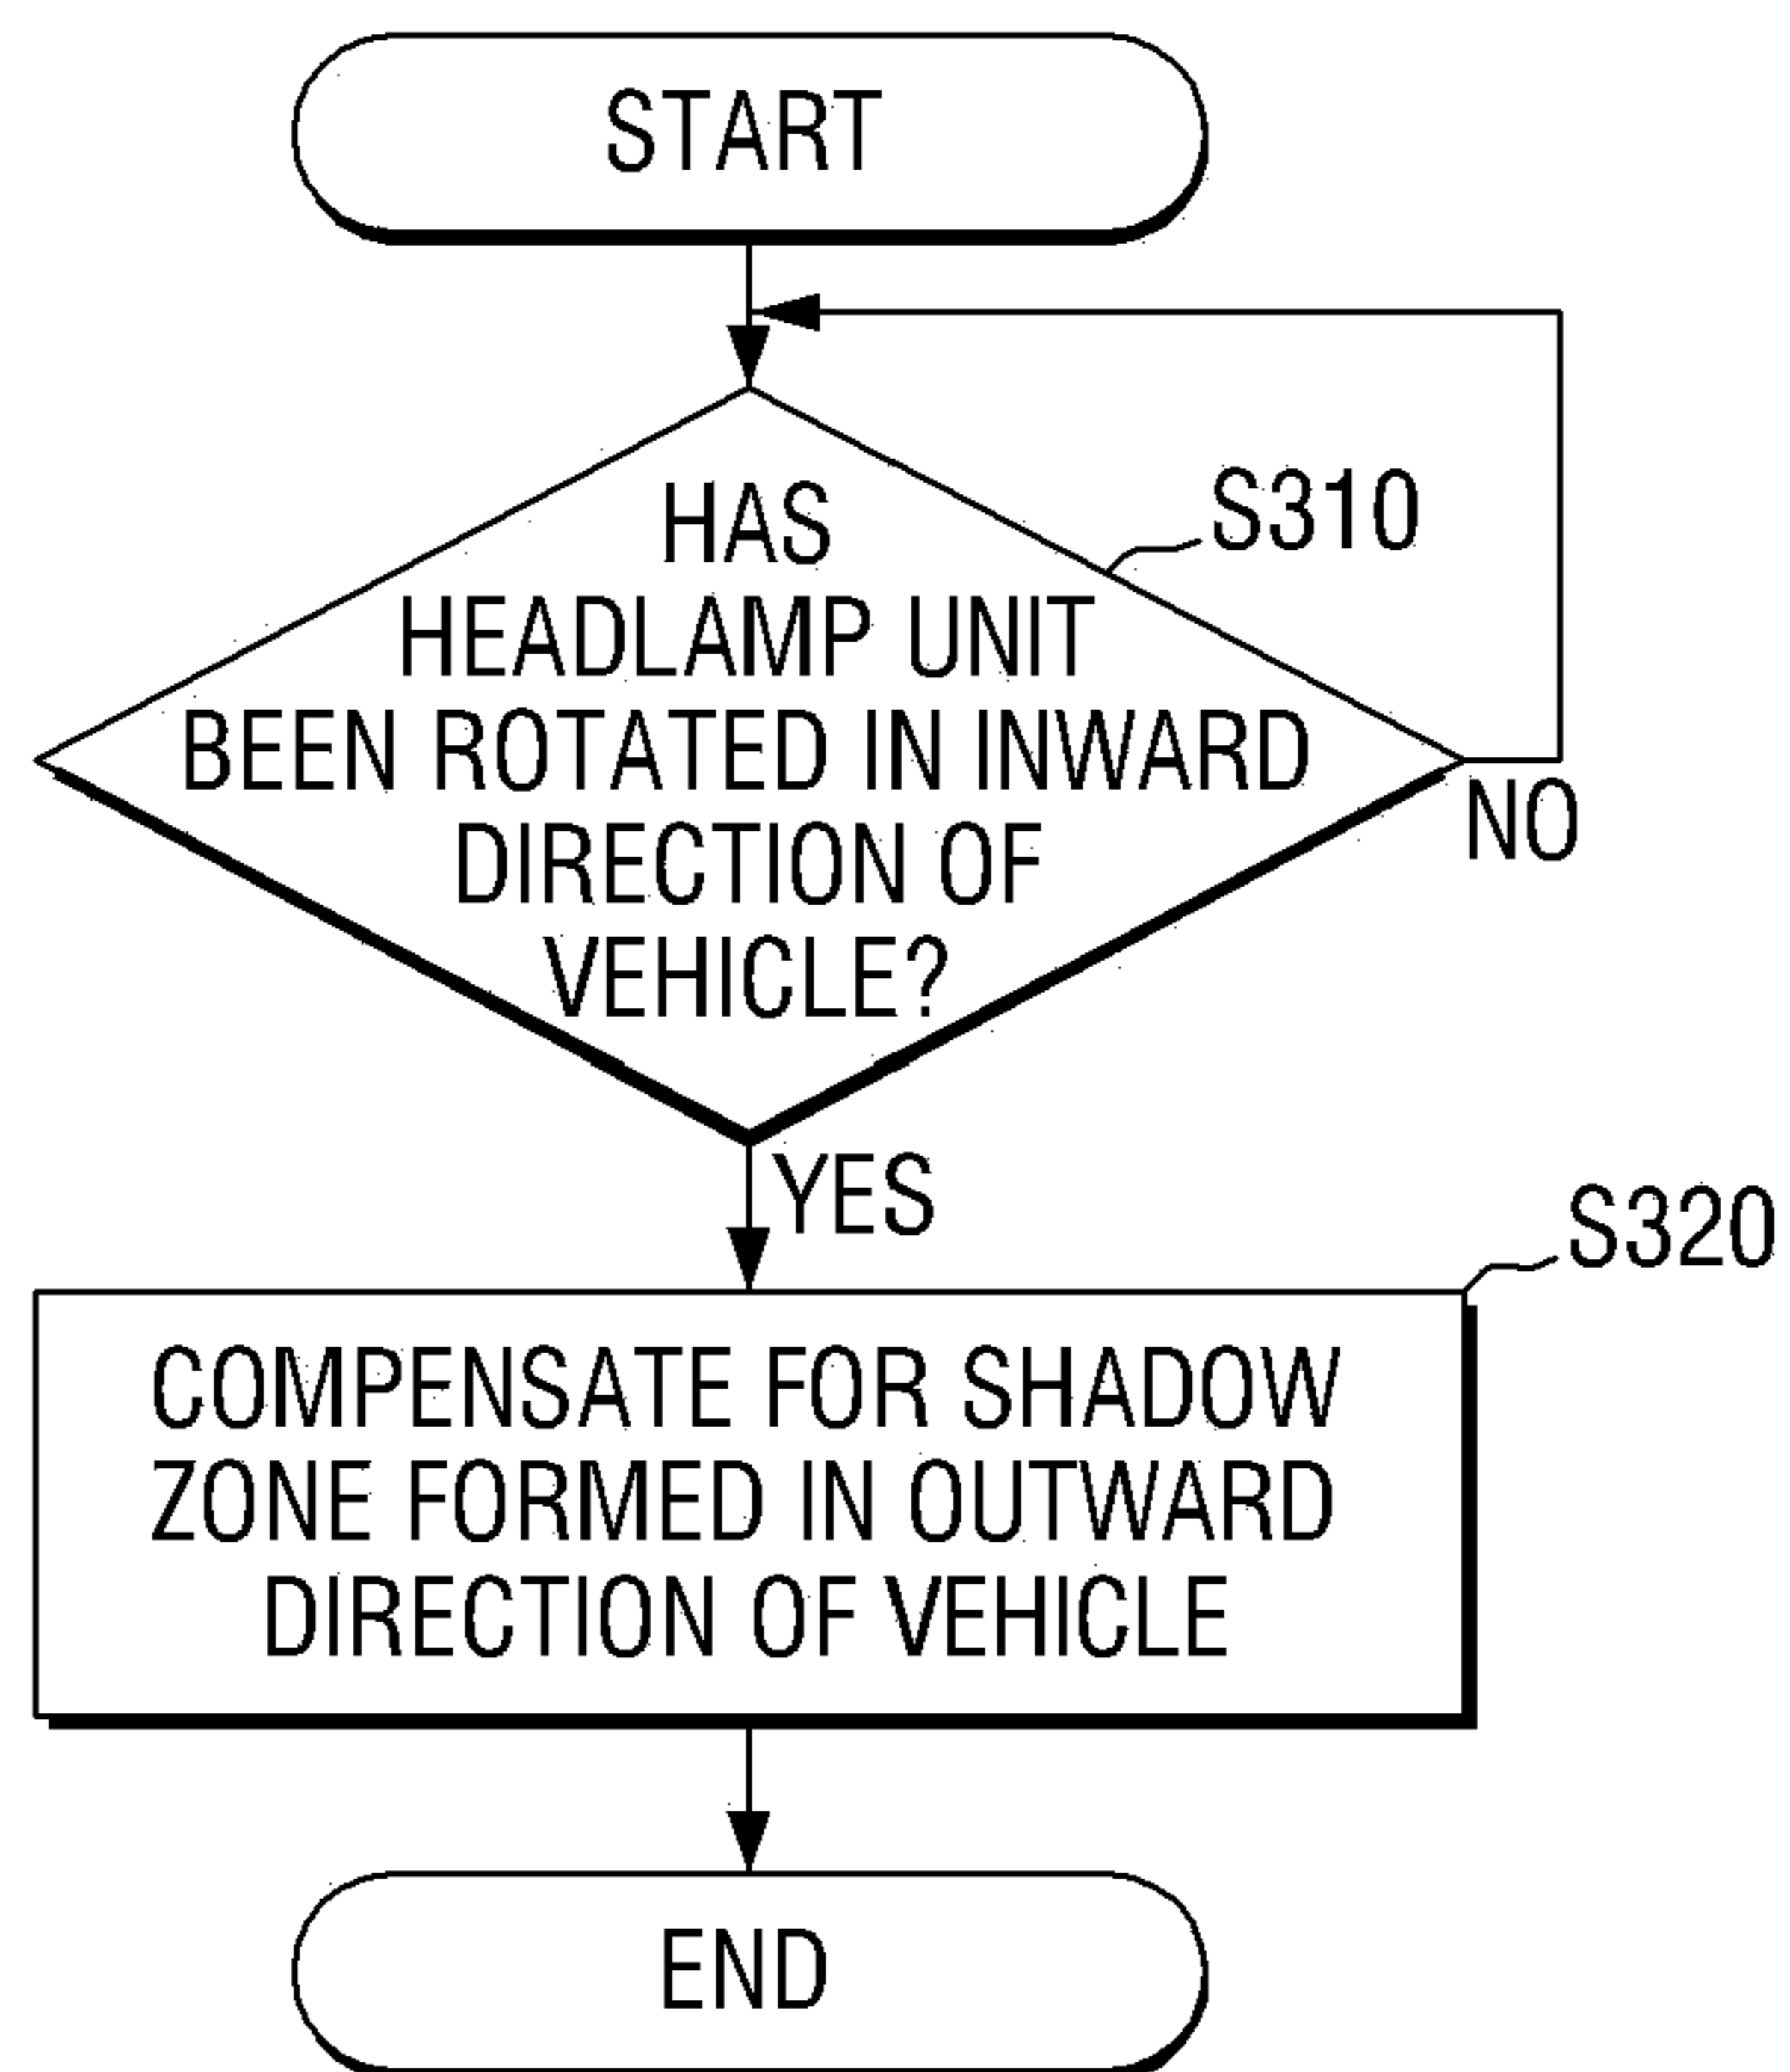 START
HAS
HEADLAMP UNIT
BEEN ROTATED IN INWARD
DIRECTION OF
VEHICLE?
S310
NO
YES
S320
COMPENSATE FOR SHADOW
ZONE FORMED IN OUTWARD
DIRECTION OF VEHICLE
END